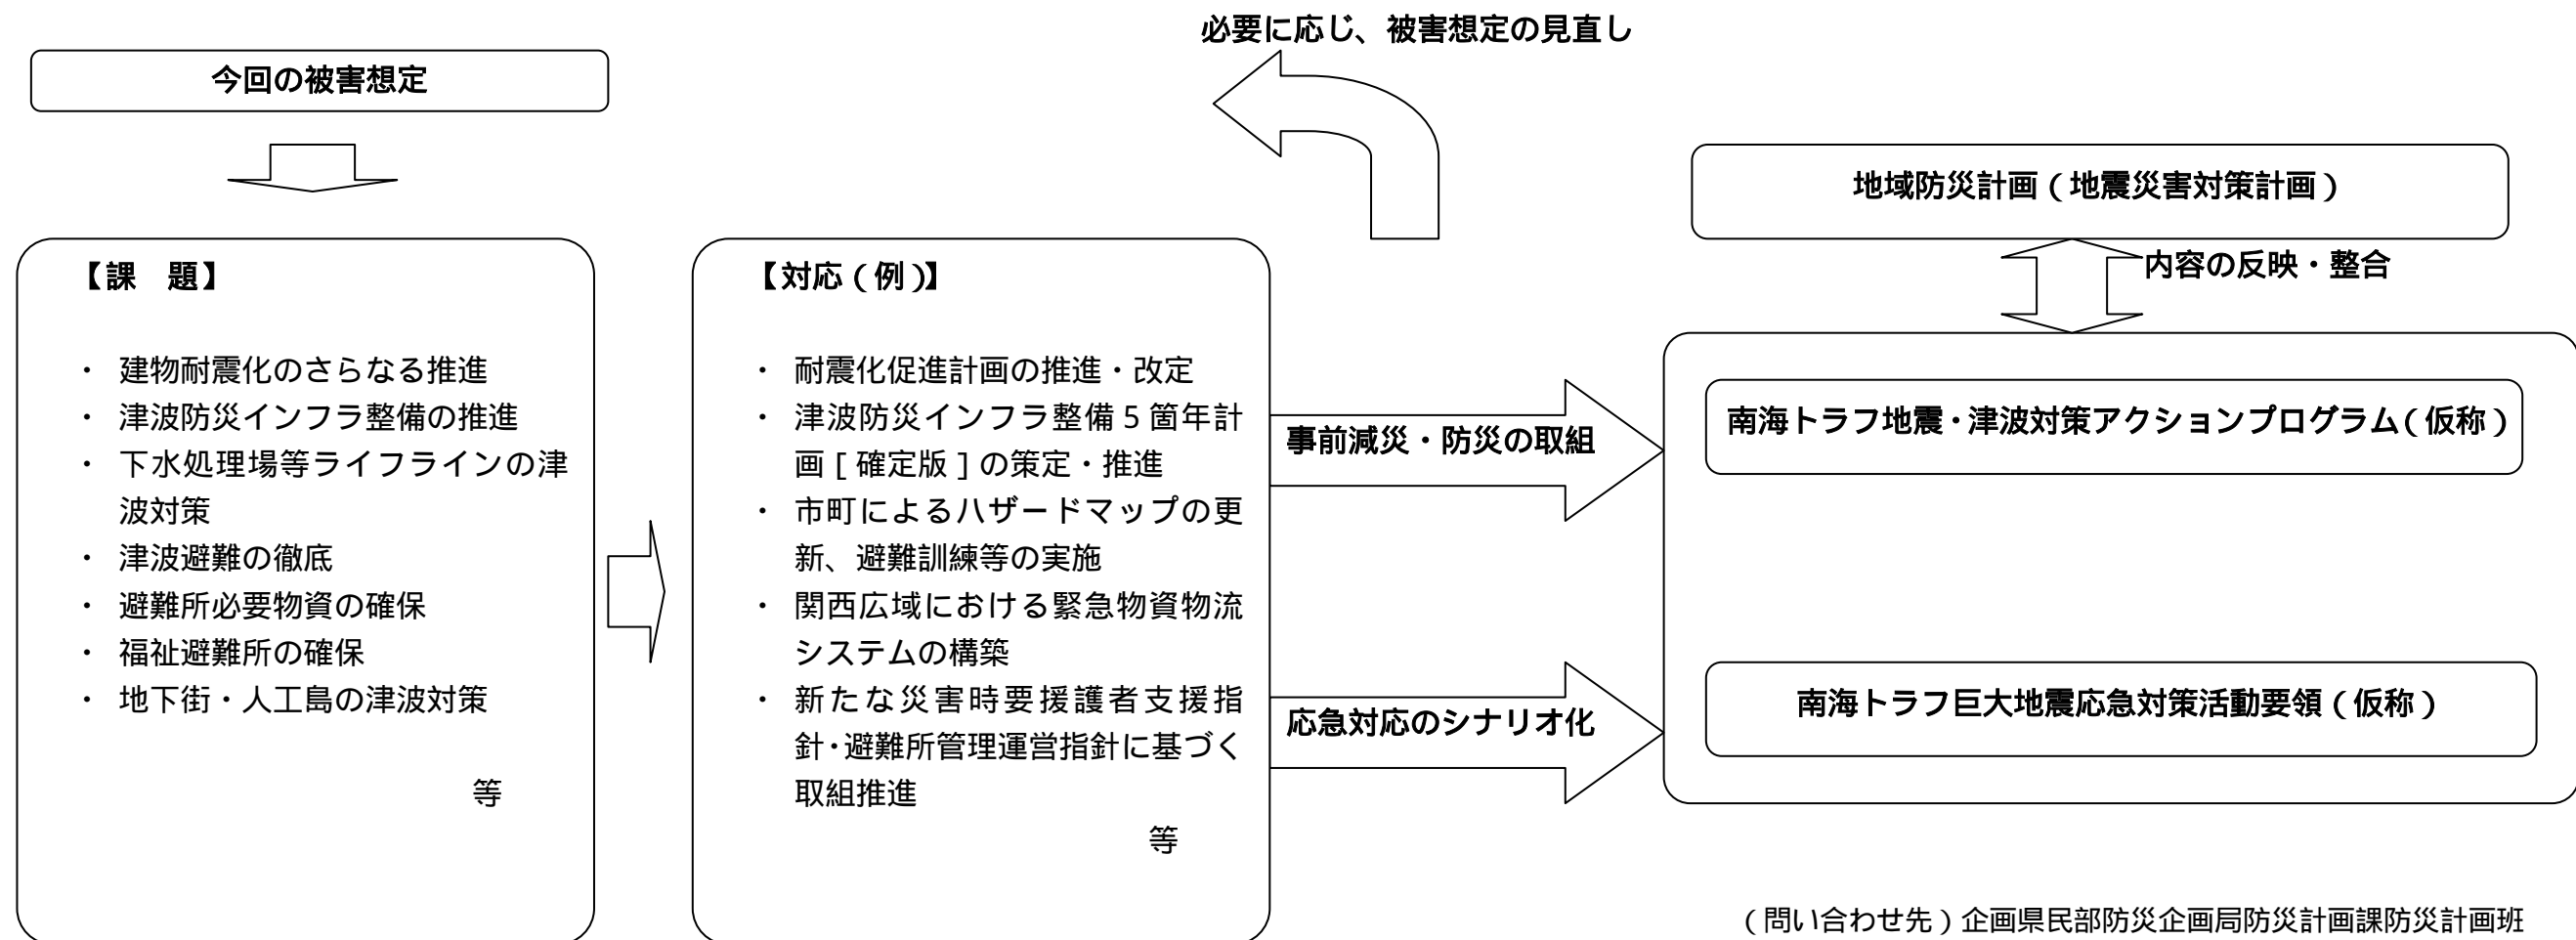 必要に応じ、被害想定の見直し
今回の被害想定
地域防災計画（地震災害対策計画）
内容の反映・整合
【課　題】
・ 建物耐震化のさらなる推進
・ 津波防災インフラ整備の推進
・ 下水処理場等ライフラインの津
波対策
・ 津波避難の徹底
・ 避難所必要物資の確保
・ 福祉避難所の確保
・ 地下街・人工島の津波対策
等
【対応（例）】
・ 耐震化促進計画の推進・改定
・ 津波防災インフラ整備５箇年計
画［確定版］の策定・推進
・ 市町によるハザードマップの更
新、避難訓練等の実施
・ 関西広域における緊急物資物流
システムの構築
・ 新たな災害時要援護者支援指
針・避難所管理運営指針に基づく
取組推進
等
事前減災・防災の取組
応急対応のシナリオ化
南海トラフ地震・津波対策アクションプログラム（仮称）
南海トラフ巨大地震応急対策活動要領（仮称）
（問い合わせ先）企画県民部防災企画局防災計画課防災計画班